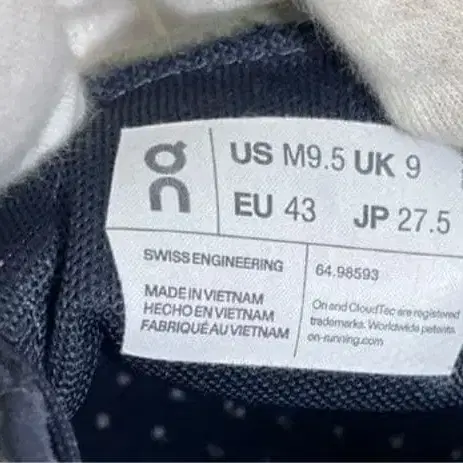 on
US M9.5 UK 9
EU 43 JP 27.5
SWISS ENGINEERING
64.98593
MADE IN VIETNAM
HECHO EN VIETNAM
FABRIQUÉ AU VIETNAM
On and CloudTec are registered
trademarks. Worldwide patents.
on-running.com